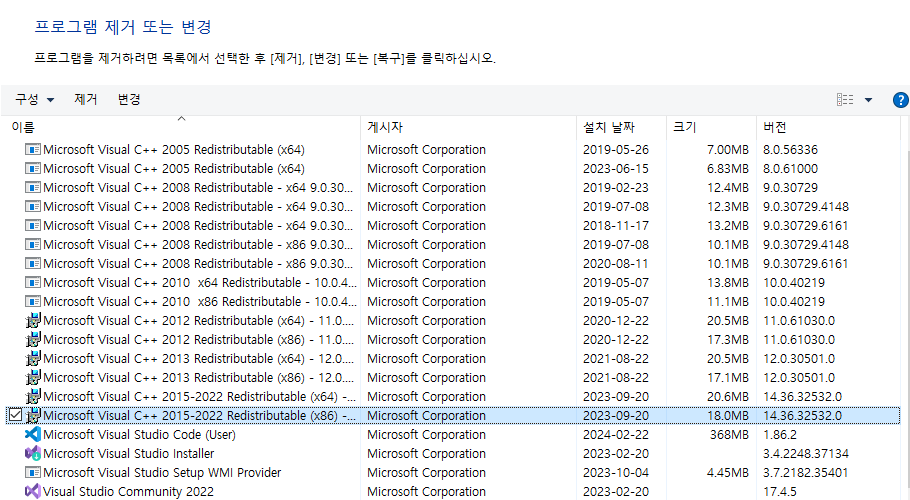 프로그램 제거 또는 변경
프로그램을 제거하려면 목록에서 선택한 후 [제거], [변경] 또는 [복구]를 클릭하십시오.
구성 제거 변경 ?
이름 게시자 설치 날짜 크기 버전
Microsoft Visual C++ 2005 Redistributable (x64) Microsoft Corporation 2019-05-26 7.00MB 8.0.56336
Microsoft Visual C++ 2005 Redistributable (x64) Microsoft Corporation 2023-06-15 6.83MB 8.0.61000
Microsoft Visual C++ 2008 Redistributable - x64 9.0.30... Microsoft Corporation 2019-02-23 12.4MB 9.0.30729
Microsoft Visual C++ 2008 Redistributable - x64 9.0.30... Microsoft Corporation 2019-07-08 12.3MB 9.0.30729.4148
Microsoft Visual C++ 2008 Redistributable - x64 9.0.30... Microsoft Corporation 2018-11-17 13.2MB 9.0.30729.6161
Microsoft Visual C++ 2008 Redistributable - x86 9.0.30... Microsoft Corporation 2019-07-08 10.1MB 9.0.30729.4148
Microsoft Visual C++ 2008 Redistributable - x86 9.0.30... Microsoft Corporation 2020-08-11 10.1MB 9.0.30729.6161
Microsoft Visual C++ 2010  x64 Redistributable - 10.0.4... Microsoft Corporation 2019-05-07 13.8MB 10.0.40219
Microsoft Visual C++ 2010  x86 Redistributable - 10.0.4... Microsoft Corporation 2019-05-07 11.1MB 10.0.40219
Microsoft Visual C++ 2012 Redistributable (x64) - 11.0.... Microsoft Corporation 2020-12-22 20.5MB 11.0.61030.0
Microsoft Visual C++ 2012 Redistributable (x86) - 11.0.... Microsoft Corporation 2020-12-22 17.3MB 11.0.61030.0
Microsoft Visual C++ 2013 Redistributable (x64) - 12.0.... Microsoft Corporation 2021-08-22 20.5MB 12.0.30501.0
Microsoft Visual C++ 2013 Redistributable (x86) - 12.0.... Microsoft Corporation 2021-08-22 17.1MB 12.0.30501.0
Microsoft Visual C++ 2015-2022 Redistributable (x64) -... Microsoft Corporation 2023-09-20 20.6MB 14.36.32532.0
Microsoft Visual C++ 2015-2022 Redistributable (x86) -... Microsoft Corporation 2023-09-20 18.0MB 14.36.32532.0
Microsoft Visual Studio Code (User) Microsoft Corporation 2024-02-22 368MB 1.86.2
Microsoft Visual Studio Installer Microsoft Corporation 2023-02-20 3.4.2248.37134
Microsoft Visual Studio Setup WMI Provider Microsoft Corporation 2023-10-04 4.45MB 3.7.2182.35401
Visual Studio Community 2022 Microsoft Corporation 2023-02-20 17.4.5